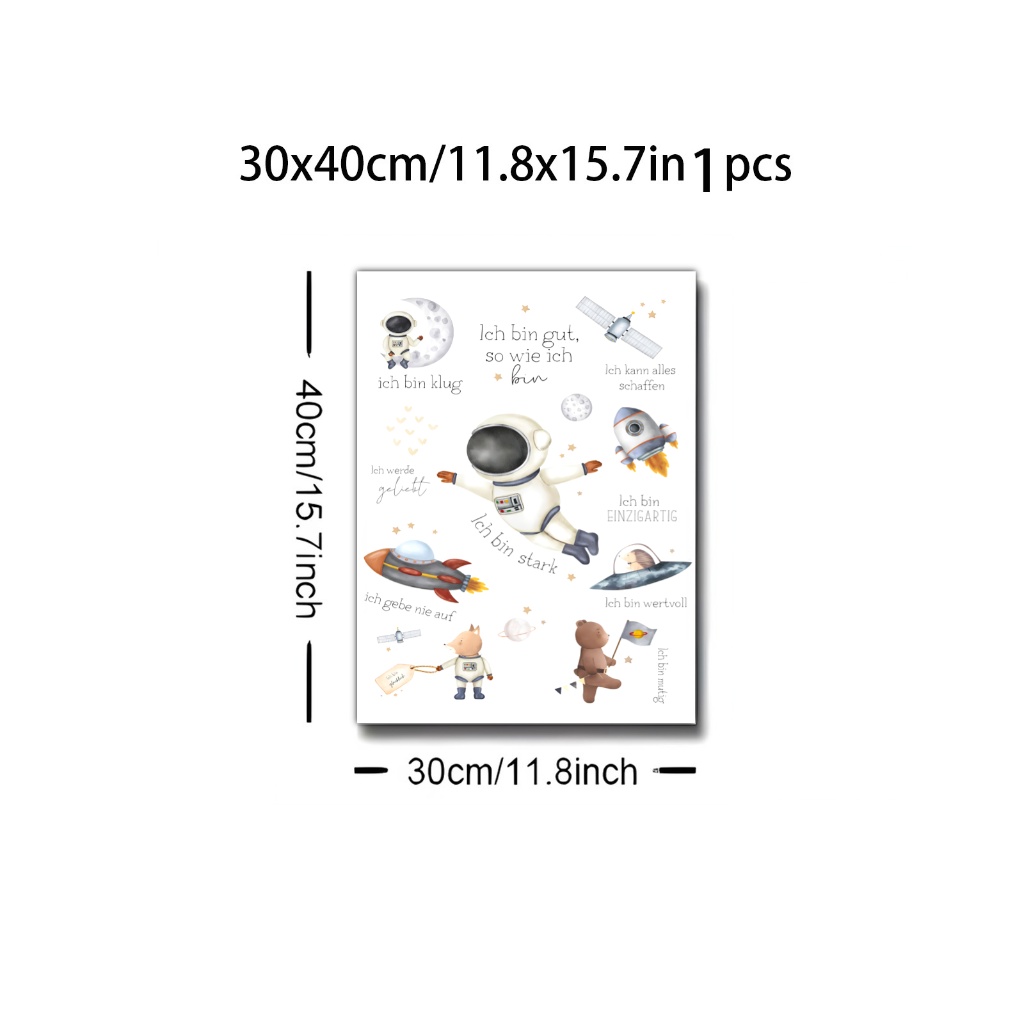 30x40cm/11.8x15.7in 1 pcs
40cm/15.7inch
ich bin klug
Ich bin gut,
so wie ich
bin
Ich kann alles
schaffen
Ich werde
geliebt
Ich bin stark
Ich bin
EINZIGARTIG
ich gebe nie auf
Ich bin wertvoll
Ich bin mutig
30cm/11.8inch